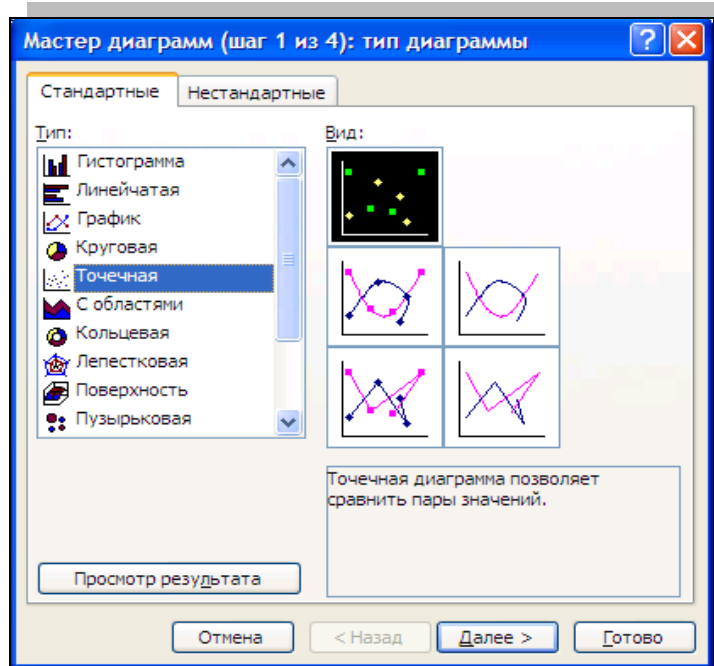 Мастер диаграмм (шаг 1 из 4): тип диаграммы
Стандартные
Нестандартные
Тип:
Гистограмма
Линейчатая
График
Круговая
Точечная
С областями
Кольцевая
Лепестковая
Поверхность
Пузырьковая
Вид:
Точечная диаграмма позволяет
сравнить пары значений.
Просмотр результата
Отмена
< Назад
Далее >
Готово